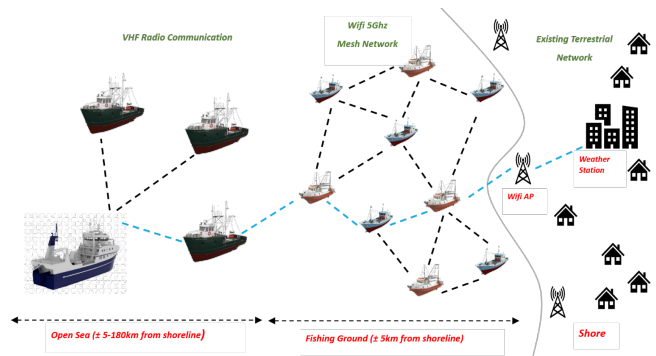 VHF Radio Communication
Wifi 5Ghz
Mesh Network
Existing Terrestrial
Network
Weather
Station
Wifi AP
Open Sea (± 5-180km from shoreline)
Fishing Ground (± 5km from shoreline)
Shore